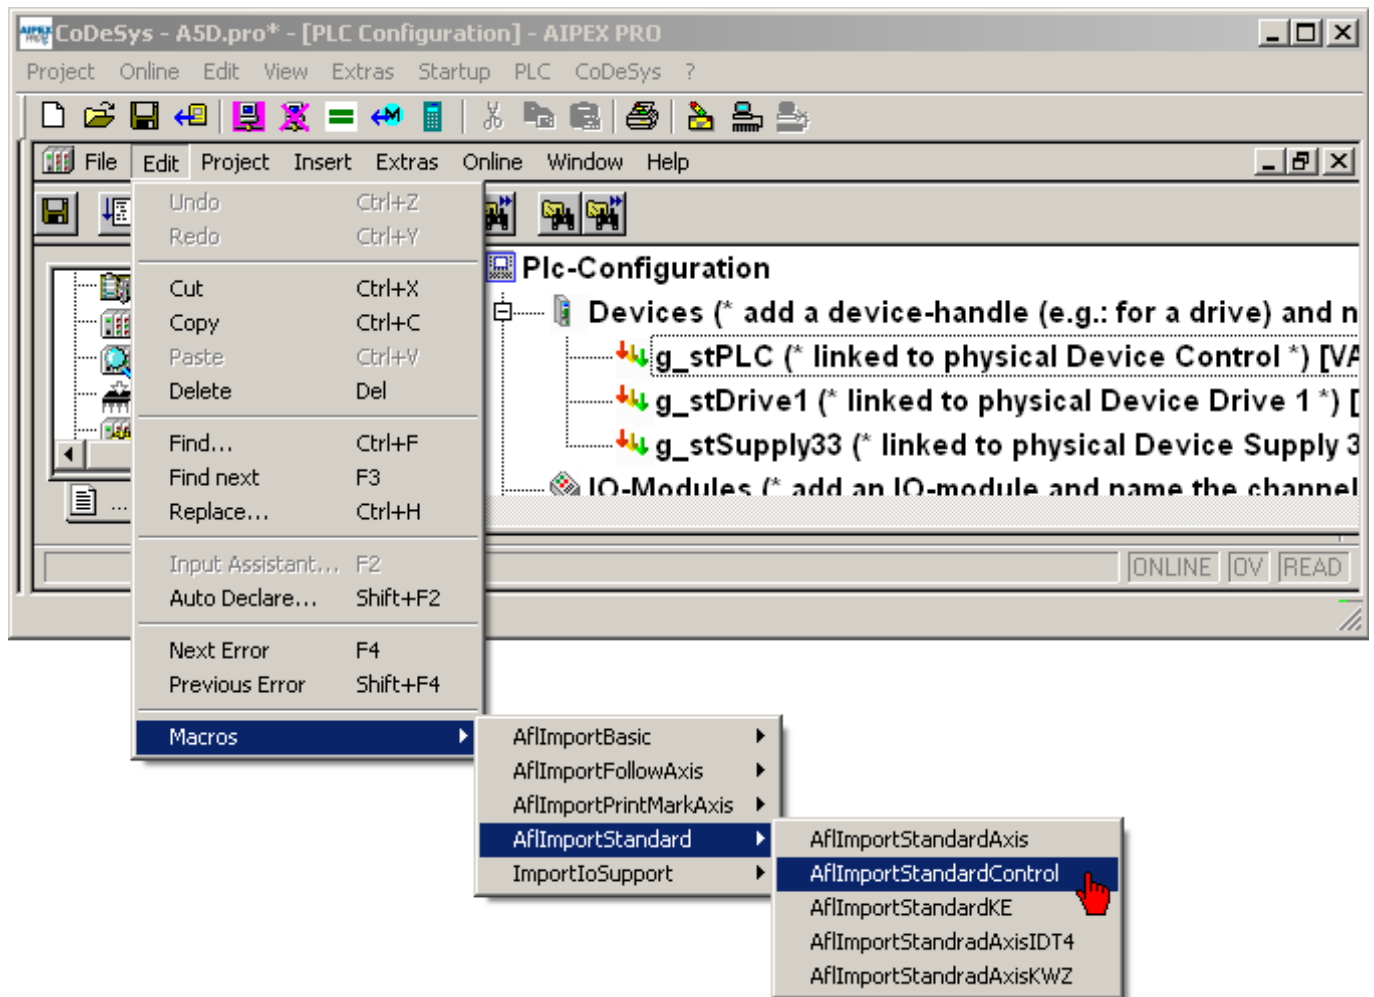 CoDeSys - A5D.pro* - [PLC Configuration] - AIPEX PRO
Project Online Edit View Extras Startup PLC CoDeSys ?
File Edit Project Insert Extras Online Window Help
Undo Ctrl+Z
Redo Ctrl+Y
Plc-Configuration
Cut Ctrl+X
Devices (* add a device-handle (e.g.: for a drive) and n
Copy Ctrl+C
Paste Ctrl+V
g_stPLC (* linked to physical Device Control *) [VA
Delete Del
g_stDrive1 (* linked to physical Device Drive 1 *) [
Find... Ctrl+F
g_stSupply33 (* linked to physical Device Supply 3
Find next F3
IO-Modules (* add an IO-module and name the channel
...
Replace... Ctrl+H
Input Assistant... F2
ONLINE OV READ
Auto Declare... Shift+F2
Next Error F4
Previous Error Shift+F4
Macros
AflImportBasic
AflImportFollowAxis
AflImportPrintMarkAxis
AflImportStandard
ImportIoSupport
AflImportStandardAxis
AflImportStandardControl
AflImportStandardKE
AflImportStandradAxisIDT4
AflImportStandradAxisKWZ